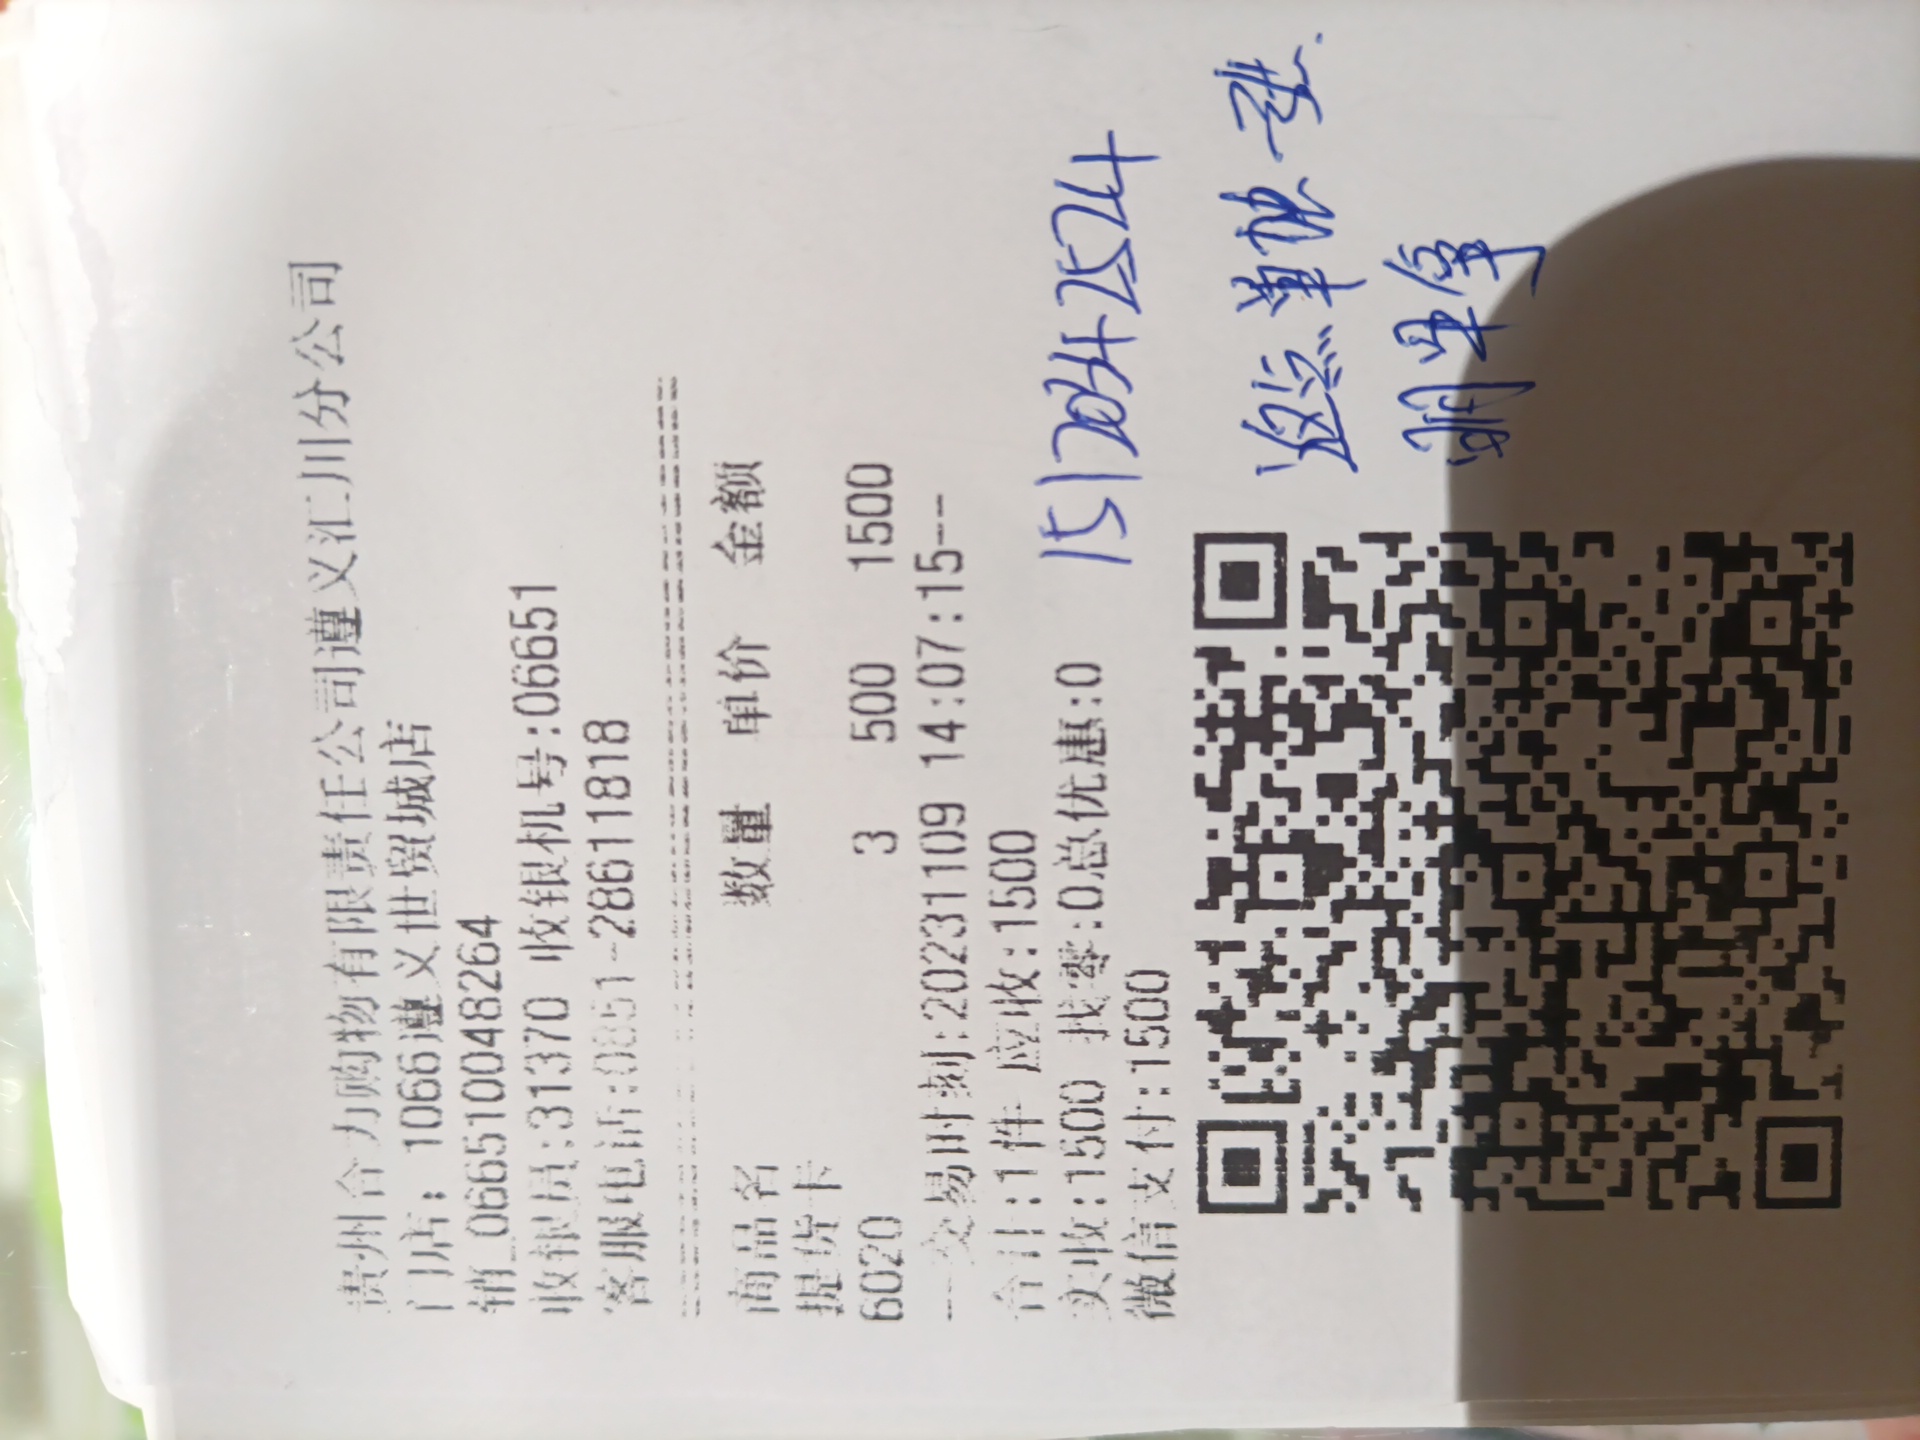 贵州合力购物有限责任公司遵义汇川分公司
门店：1066遵义世贸城店
销_066510048264
收银员:31370 收银机号:06651
客服电话:0851-28611818
商品名 数量 单价 金额
提货卡
6020 3 500 1500
--交易时刻:20231109 14:07:15--
合计:1件 应收:1500
实收:1500 找零:0总优惠:0
微信支付:1500
15120472524